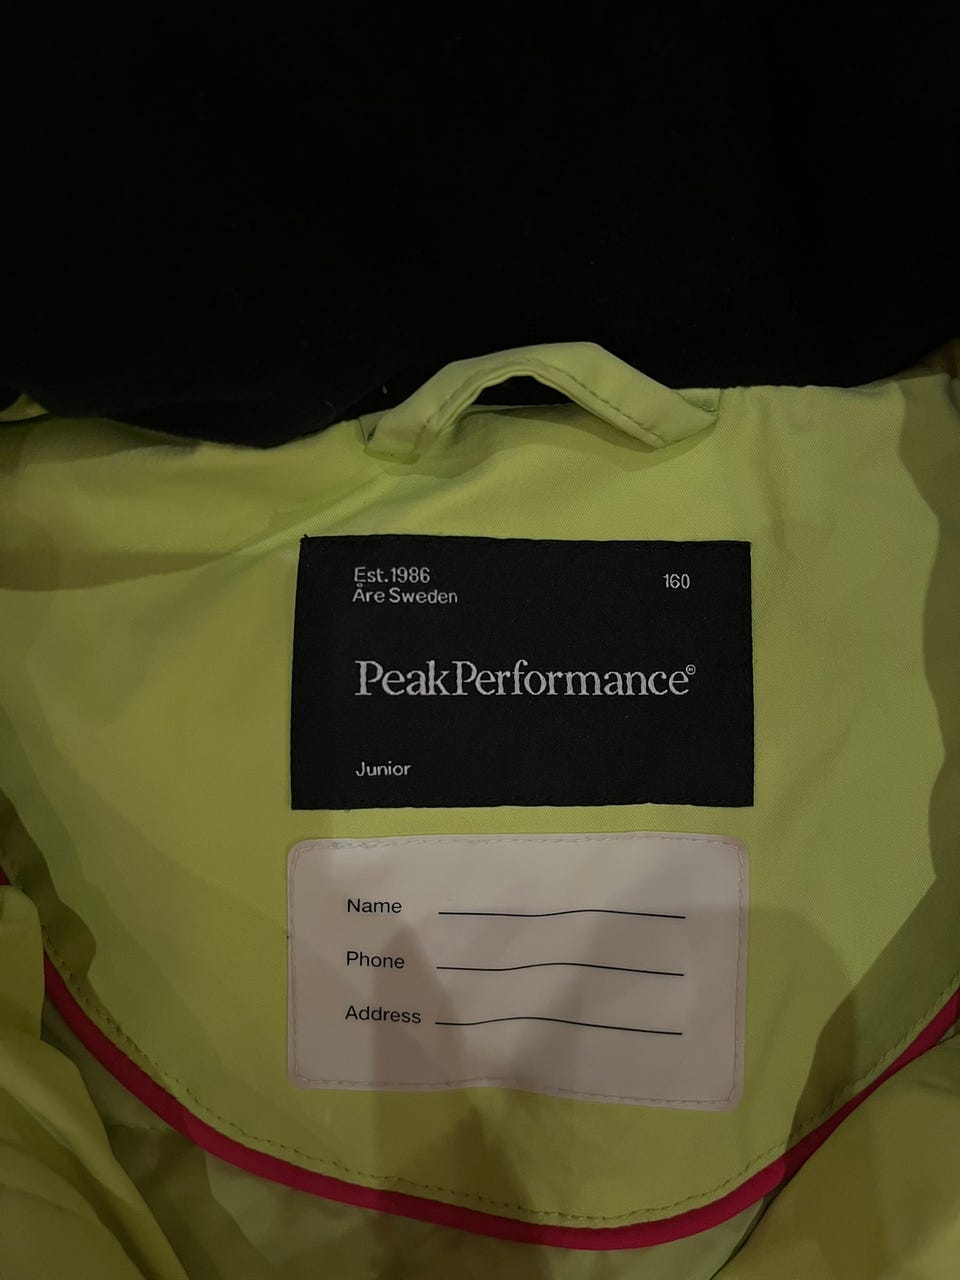 Est.1986
Åre Sweden
160
PeakPerformance®
Junior
Name
Phone
Address